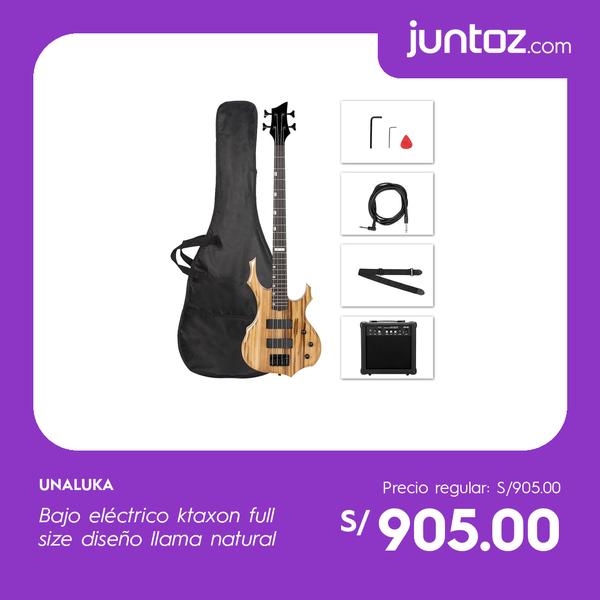 juntoz.com
UNALUKA
Bajo eléctrico ktaxon full
size diseño llama natural
Precio regular: S/905.00
S/ 905.00